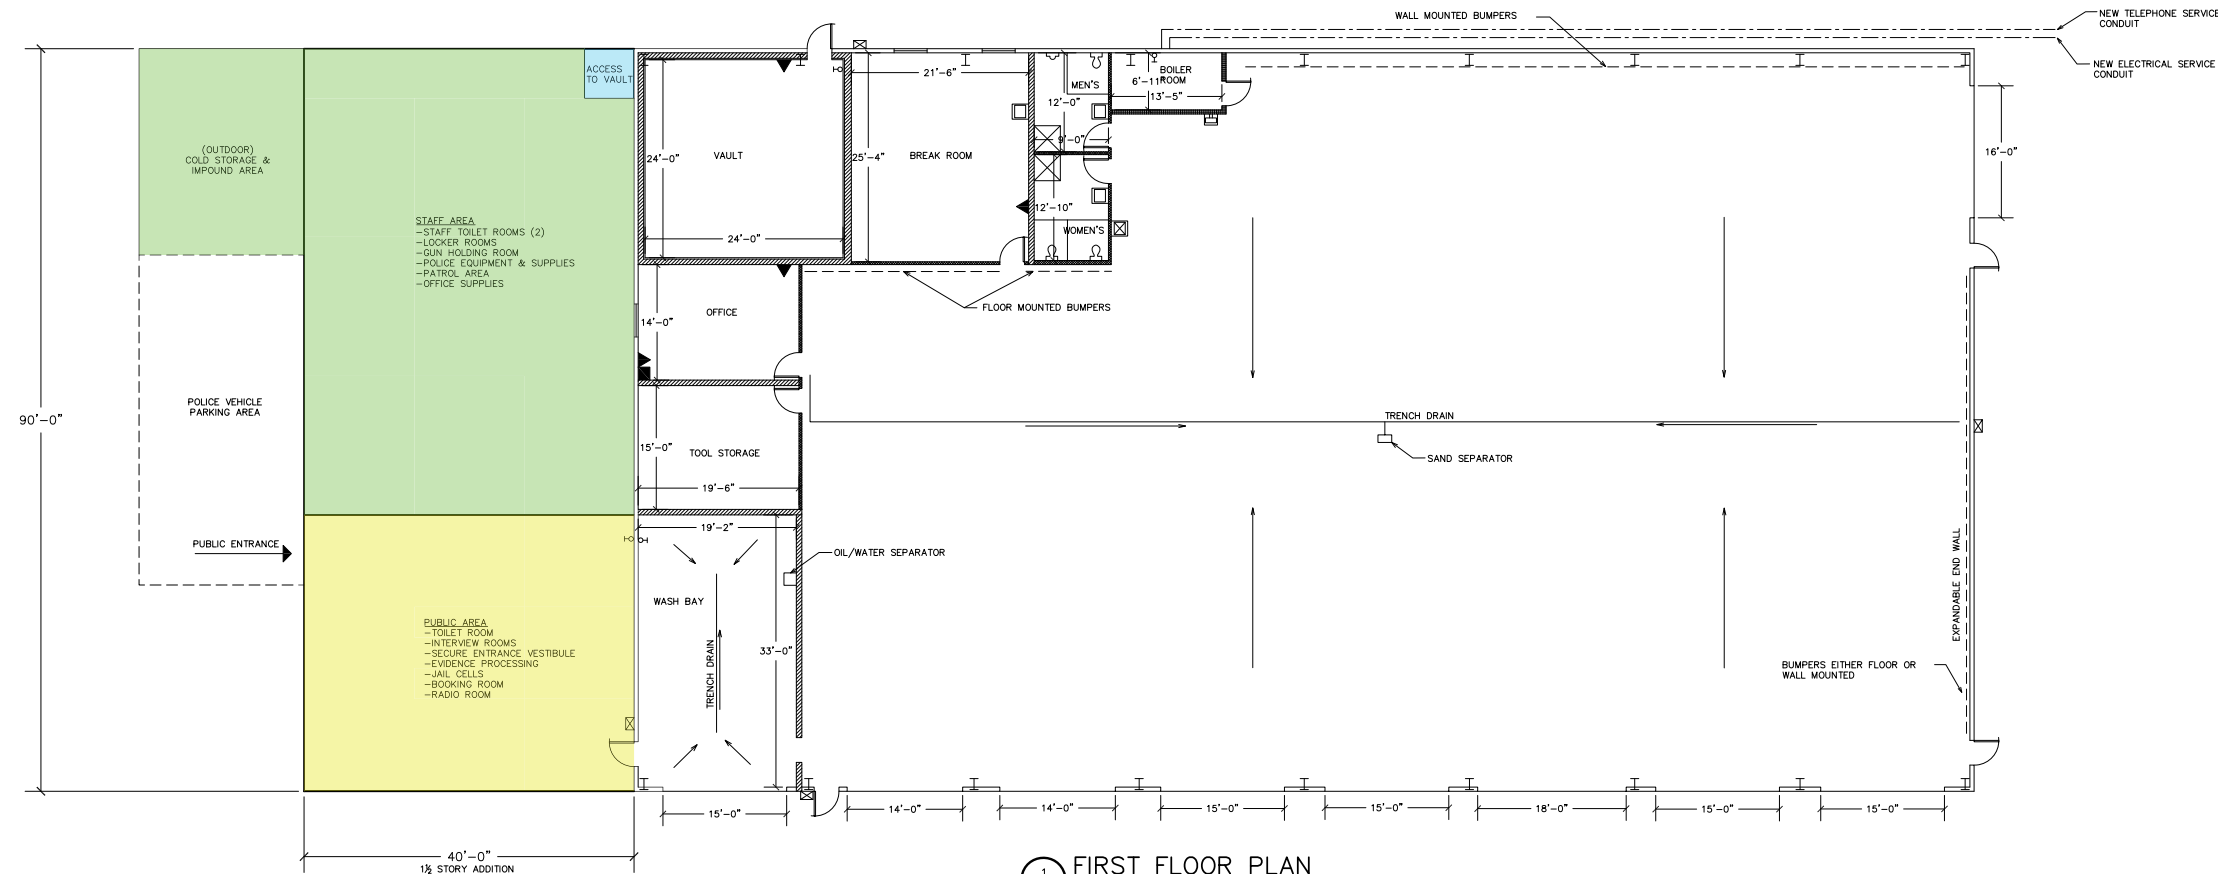 WALL MOUNTED BUMPERS
NEW TELEPHONE SERVICE
CONDUIT
NEW ELECTRICAL SERVICE
CONDUIT
ACCESS
TO VAULT
21'-6"
BOILER
ROOM
6'-11"
13'-5"
MEN'S
12'-0"
9'-0"
(OUTDOOR)
COLD STORAGE &
IMPOUND AREA
24'-0"
VAULT
25'-4"
BREAK ROOM
16'-0"
12'-10"
WOMEN'S
24'-0"
STAFF AREA
-STAFF TOILET ROOMS (2)
-LOCKER ROOMS
-GUN HOLDING ROOM
-POLICE EQUIPMENT & SUPPLIES
-PATROL AREA
-OFFICE SUPPLIES
FLOOR MOUNTED BUMPERS
OFFICE
14'-0"
POLICE VEHICLE
PARKING AREA
90'-0"
TRENCH DRAIN
SAND SEPARATOR
15'-0"
TOOL STORAGE
19'-6"
19'-2"
PUBLIC ENTRANCE
OIL/WATER SEPARATOR
WASH BAY
EXPANDABLE END WALL
PUBLIC AREA
-TOILET ROOM
-INTERVIEW ROOMS
-SECURE ENTRANCE VESTIBULE
-EVIDENCE PROCESSING
-JAIL CELLS
-BOOKING ROOM
-RADIO ROOM
TRENCH DRAIN
33'-0"
BUMPERS EITHER FLOOR OR
WALL MOUNTED
15'-0"
14'-0"
14'-0"
15'-0"
15'-0"
18'-0"
15'-0"
15'-0"
40'-0"
1½ STORY ADDITION
1
FIRST FLOOR PLAN